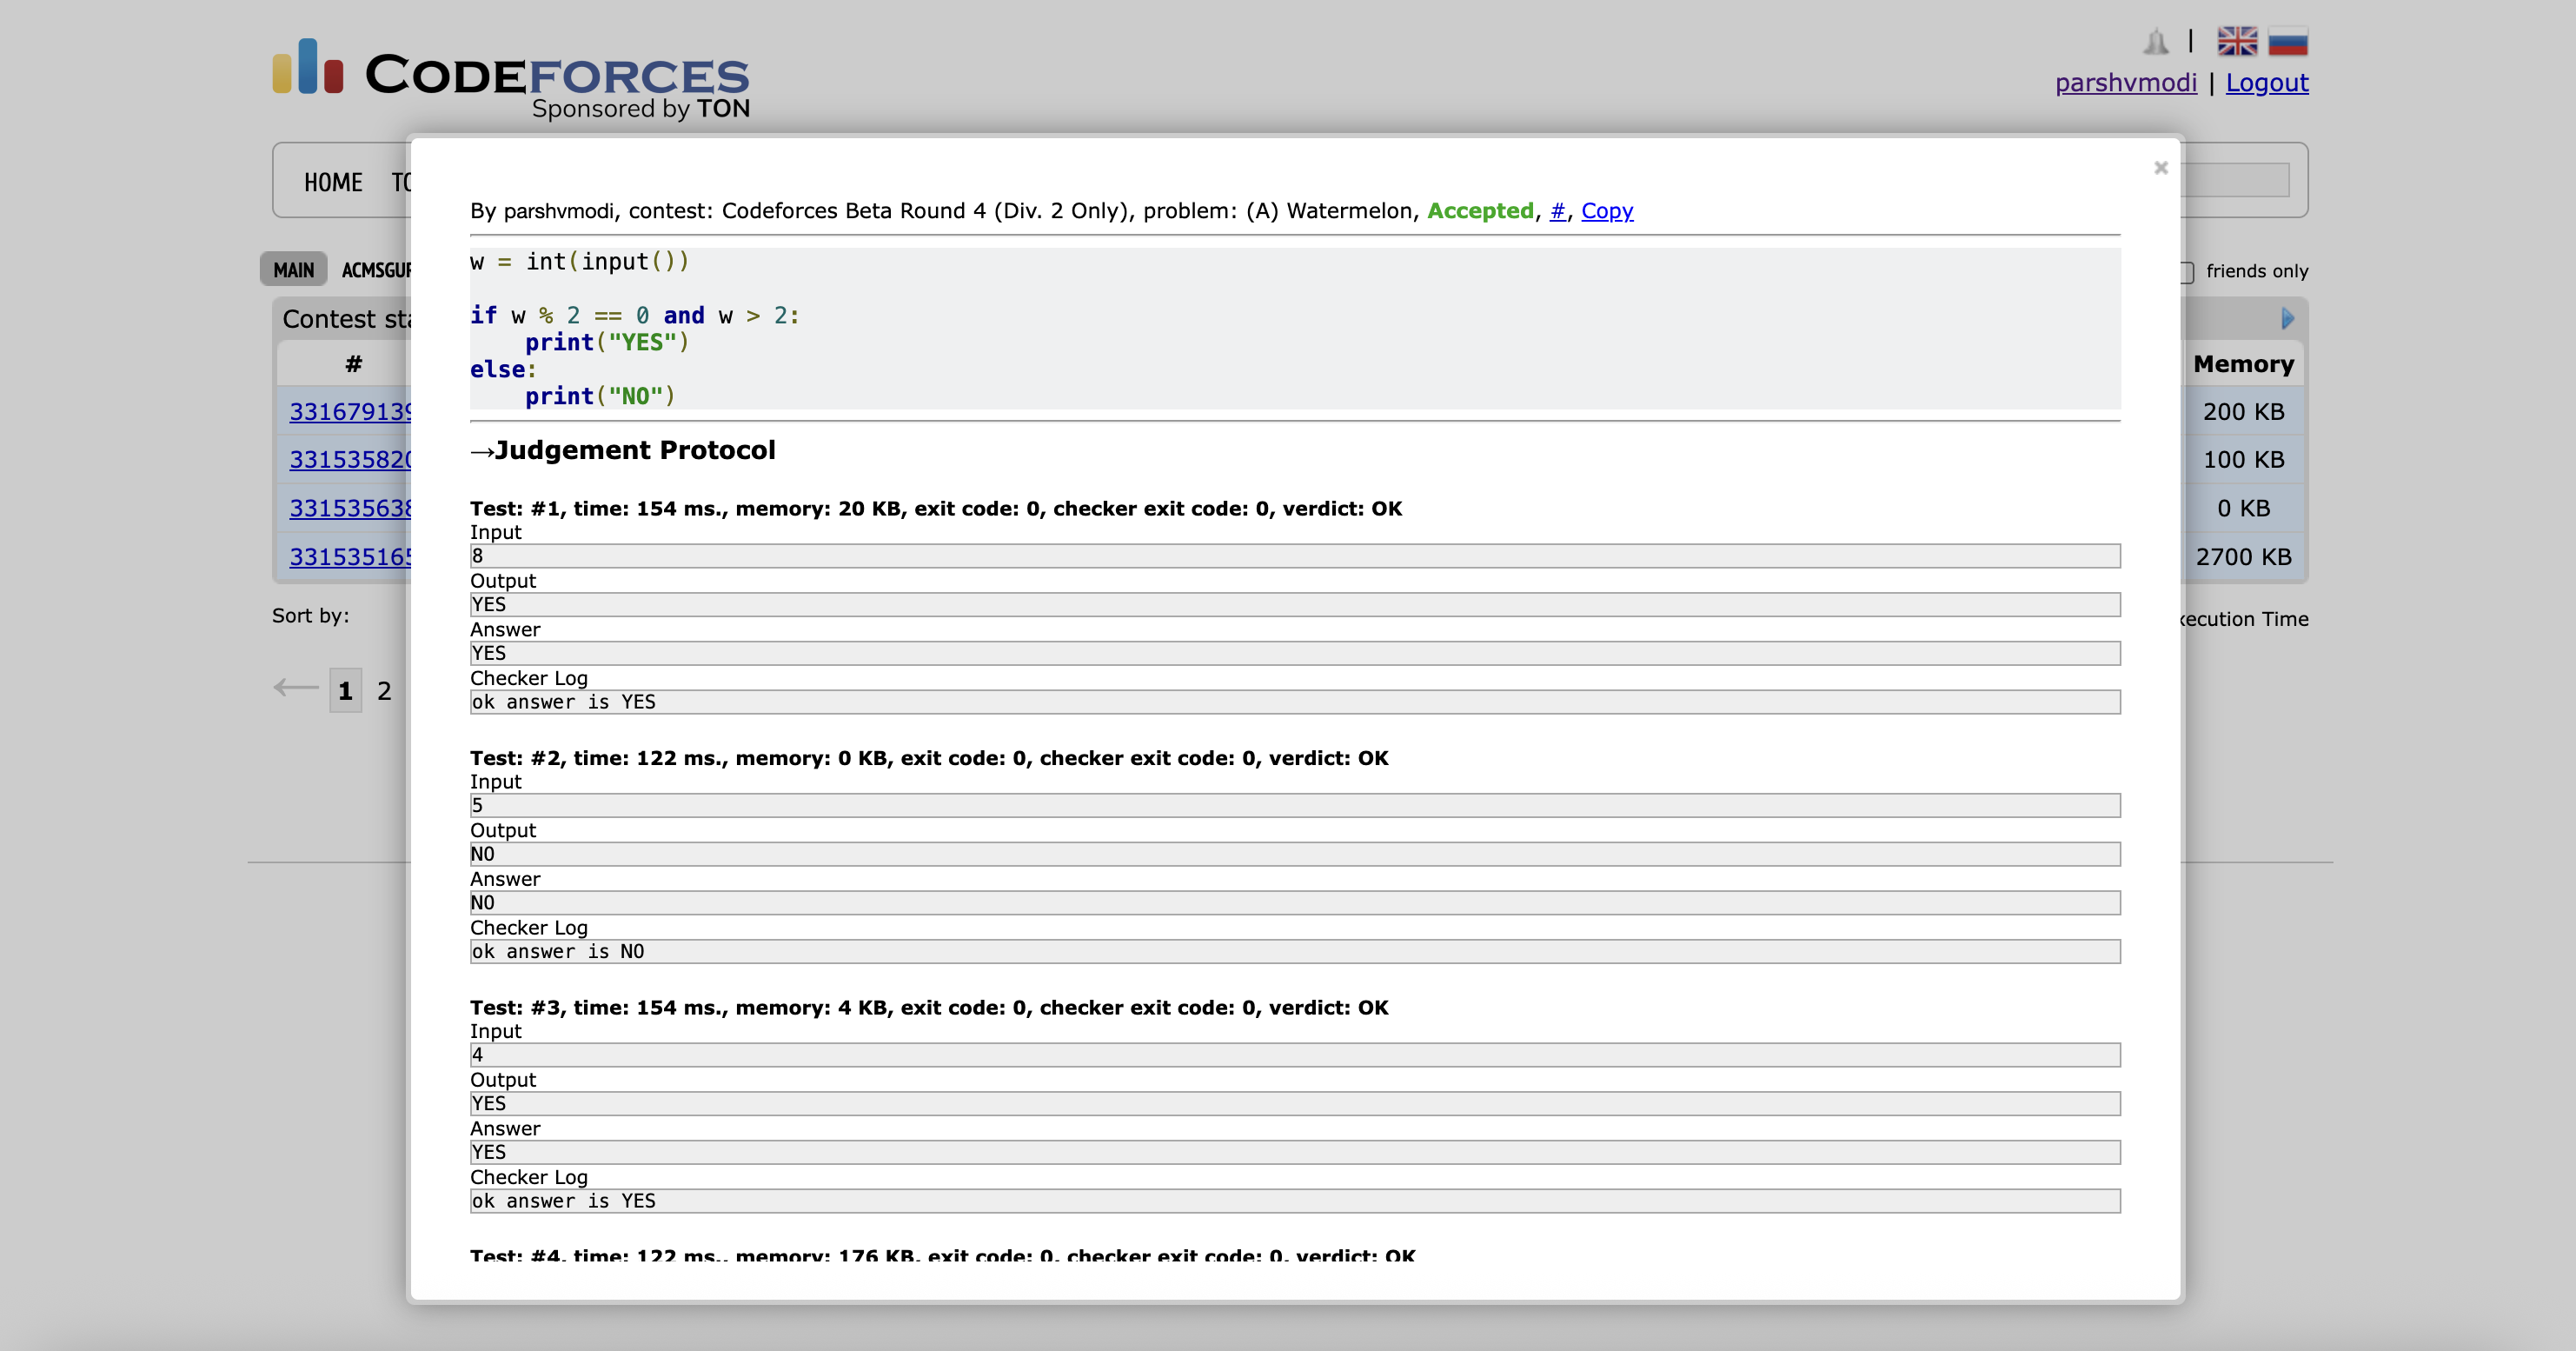 CODEFORCES
Sponsored by TON
|
parshvmodi | Logout
HOME
MAIN ACMSGUR
friends only
Contest sta
#
Memory
331679139
200 KB
331535820
100 KB
331535638
0 KB
331535165
2700 KB
Sort by:
xecution Time
← 1 2
×
By parshvmodi, contest: Codeforces Beta Round 4 (Div. 2 Only), problem: (A) Watermelon, Accepted, #, Copy
w = int(input())
if w % 2 == 0 and w > 2:
    print("YES")
else:
    print("NO")
→Judgement Protocol
Test: #1, time: 154 ms., memory: 20 KB, exit code: 0, checker exit code: 0, verdict: OK
Input
8
Output
YES
Answer
YES
Checker Log
ok answer is YES
Test: #2, time: 122 ms., memory: 0 KB, exit code: 0, checker exit code: 0, verdict: OK
Input
5
Output
NO
Answer
NO
Checker Log
ok answer is NO
Test: #3, time: 154 ms., memory: 4 KB, exit code: 0, checker exit code: 0, verdict: OK
Input
4
Output
YES
Answer
YES
Checker Log
ok answer is YES
Test: #4, time: 122 ms., memory: 176 KB, exit code: 0, checker exit code: 0, verdict: OK